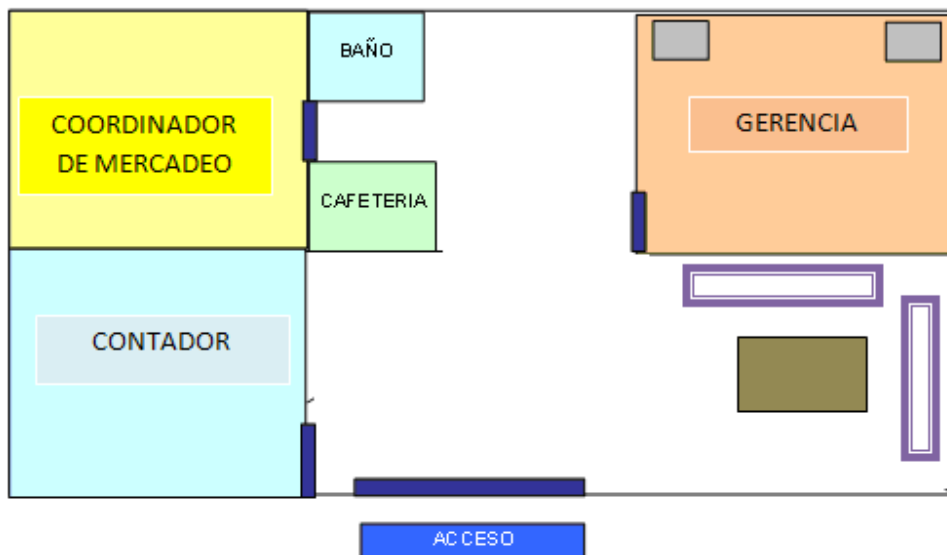 BAÑO
COORDINADOR
DE MERCADEO
GERENCIA
CAFETERIA
CONTADOR
ACCESO